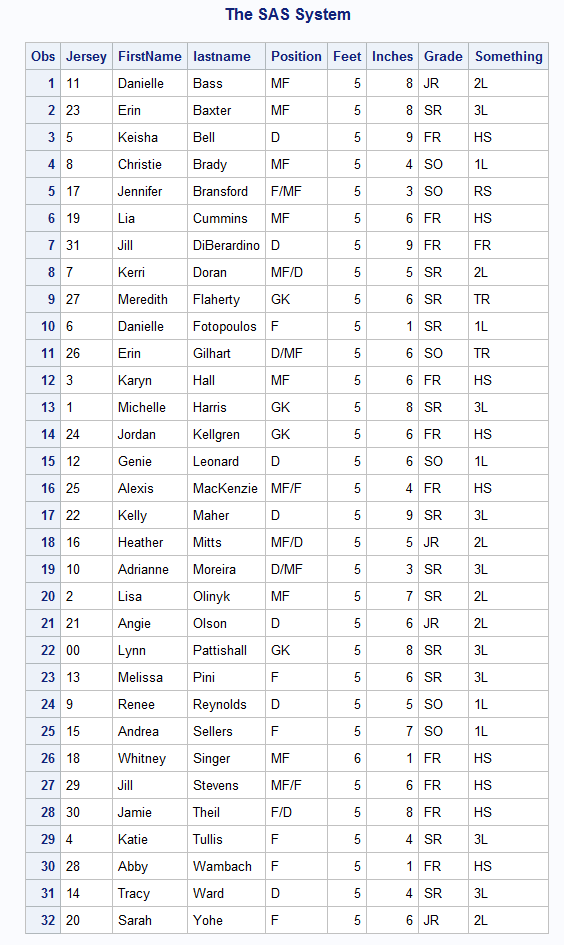 The SAS System
Obs Jersey FirstName lastname Position Feet Inches Grade Something
1 11 Danielle Bass MF 5 8 JR 2L
2 23 Erin Baxter MF 5 8 SR 3L
3 5 Keisha Bell D 5 9 FR HS
4 8 Christie Brady MF 5 4 SO 1L
5 17 Jennifer Bransford F/MF 5 3 SO RS
6 19 Lia Cummins MF 5 6 FR HS
7 31 Jill DiBerardino D 5 9 FR FR
8 7 Kerri Doran MF/D 5 5 SR 2L
9 27 Meredith Flaherty GK 5 6 SR TR
10 6 Danielle Fotopoulos F 5 1 SR 1L
11 26 Erin Gilhart D/MF 5 6 SO TR
12 3 Karyn Hall MF 5 6 FR HS
13 1 Michelle Harris GK 5 8 SR 3L
14 24 Jordan Kellgren GK 5 6 FR HS
15 12 Genie Leonard D 5 6 SO 1L
16 25 Alexis MacKenzie MF/F 5 4 FR HS
17 22 Kelly Maher D 5 9 SR 3L
18 16 Heather Mitts MF/D 5 5 JR 2L
19 10 Adrianne Moreira D/MF 5 3 SR 3L
20 2 Lisa Olinyk MF 5 7 SR 2L
21 21 Angie Olson D 5 6 JR 2L
22 00 Lynn Pattishall GK 5 8 SR 3L
23 13 Melissa Pini F 5 6 SR 3L
24 9 Renee Reynolds D 5 5 SO 1L
25 15 Andrea Sellers F 5 7 SO 1L
26 18 Whitney Singer MF 6 1 FR HS
27 29 Jill Stevens MF/F 5 6 FR HS
28 30 Jamie Theil F/D 5 8 FR HS
29 4 Katie Tullis F 5 4 SR 3L
30 28 Abby Wambach F 5 1 FR HS
31 14 Tracy Ward D 5 4 SR 3L
32 20 Sarah Yohe F 5 6 JR 2L